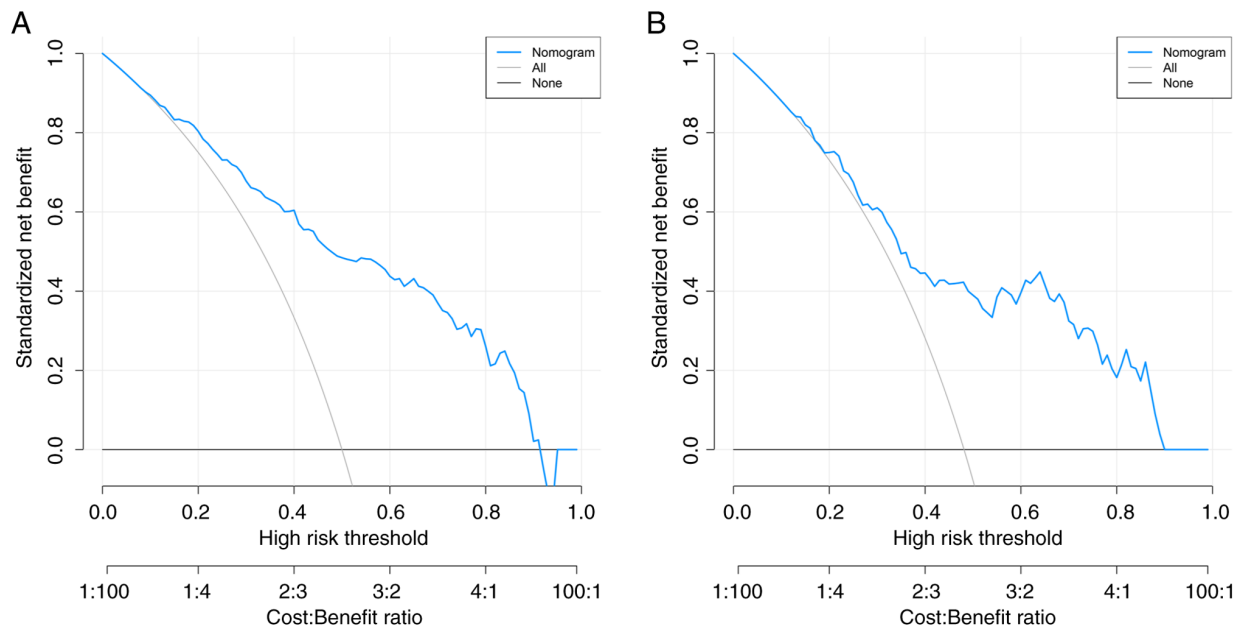 A
Nomogram
All
None
Standardized net benefit
1.0
0.8
0.6
0.4
0.2
0.0
0.0 0.2 0.4 0.6 0.8 1.0
High risk threshold
1:100 1:4 2:3 3:2 4:1 100:1
Cost:Benefit ratio
B
Nomogram
All
None
Standardized net benefit
1.0
0.8
0.6
0.4
0.2
0.0
0.0 0.2 0.4 0.6 0.8 1.0
High risk threshold
1:100 1:4 2:3 3:2 4:1 100:1
Cost:Benefit ratio